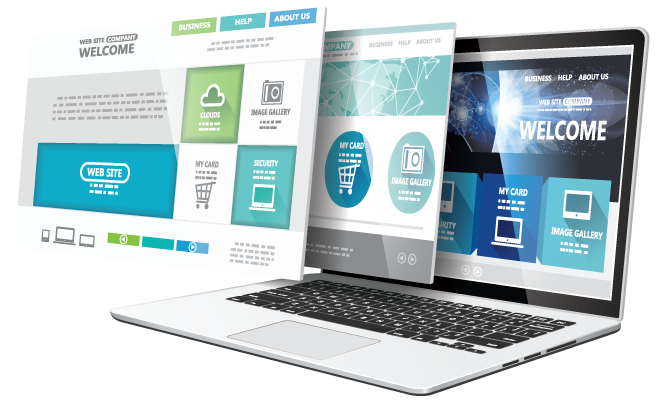 BUSINESS
HELP
ABOUT US
WEB SITE COMPANY
WELCOME
CLOUDS
IMAGE GALLERY
WEB SITE
MY CARD
SECURITY
COMPANY
BUSINESS HELP ABOUT US
MY CARD
IMAGE GALLERY
BUSINESS HELP ABOUT US
WEB SITE COMPANY
WELCOME
MY CARD
IMAGE GALLERY